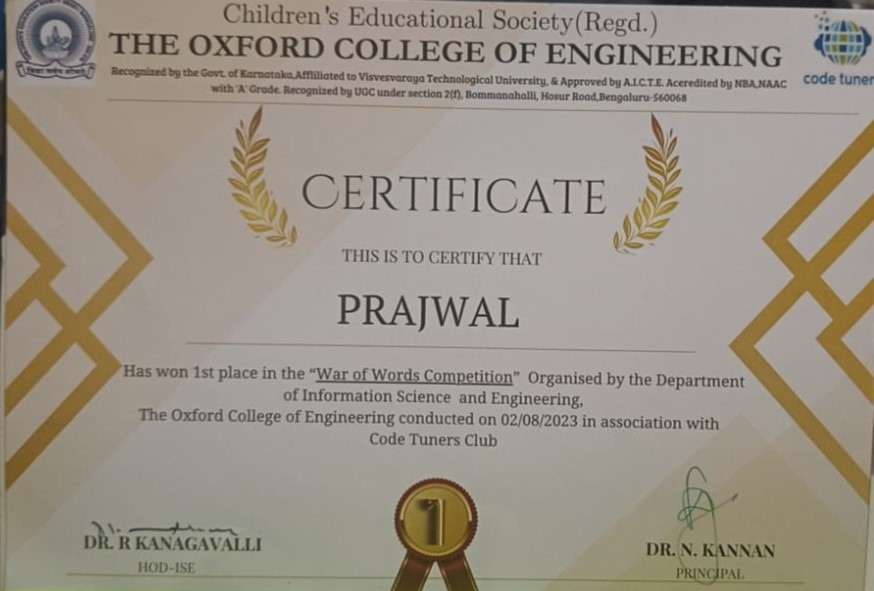 Children's Educational Society(Regd.)
THE OXFORD COLLEGE OF ENGINEERING
Recognized by the Govt. of Karnataka,Affiliated to Visvesvaraya Technological University, & Approved by A.I.C.T.E. Aceredited by NBA,NAAC
with 'A' Grade. Recognized by UGC under section 2(f), Bommanahalli, Hosur Road,Bengaluru-560068
code tuner
CERTIFICATE
THIS IS TO CERTIFY THAT
PRAJWAL
Has won 1st place in the “War of Words Competition” Organised by the Department
of Information Science and Engineering,
The Oxford College of Engineering conducted on 02/08/2023 in association with
Code Tuners Club
1
DR. R KANAGAVALLI
HOD-ISE
DR. N. KANNAN
PRINCIPAL